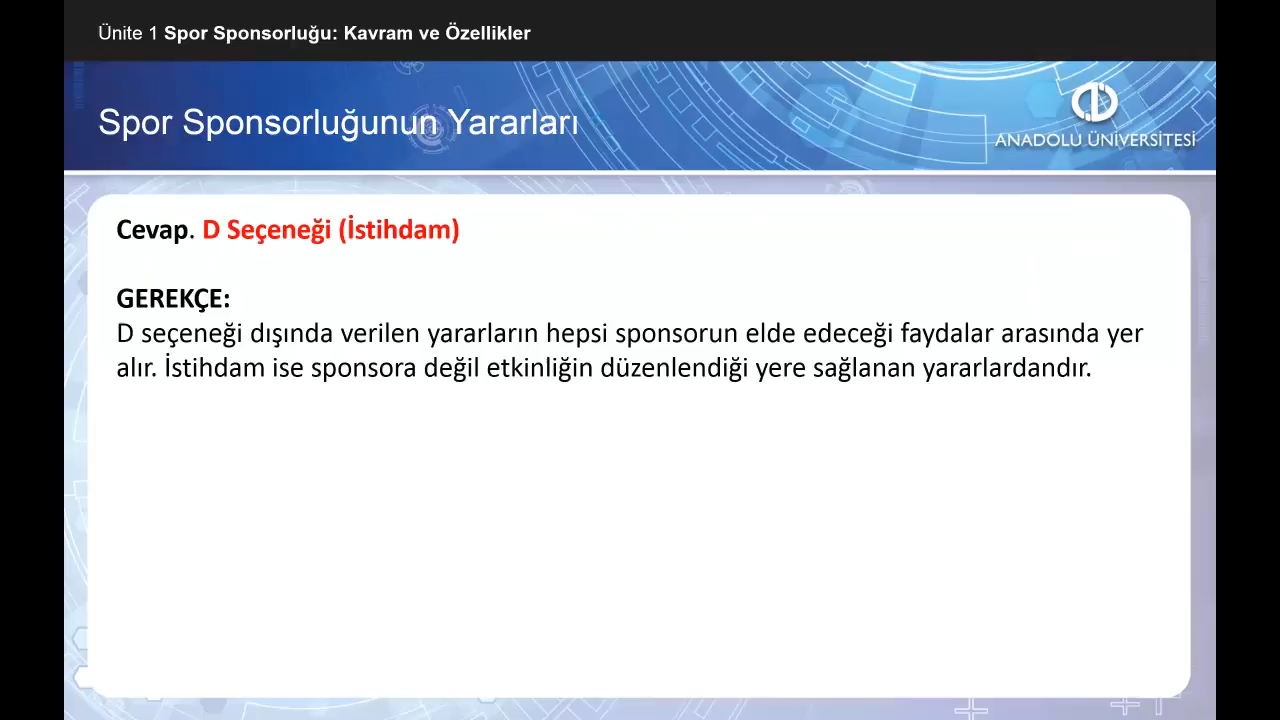 Ünite 1 Spor Sponsorluğu: Kavram ve Özellikler
Spor Sponsorluğunun Yararları
ANADOLU ÜNİVERSİTESİ
Cevap. D Seçeneği (İstihdam)
GEREKÇE:
D seçeneği dışında verilen yararların hepsi sponsorun elde edeceği faydalar arasında yer
alır. İstihdam ise sponsora değil etkinliğin düzenlendiği yere sağlanan yararlardandır.